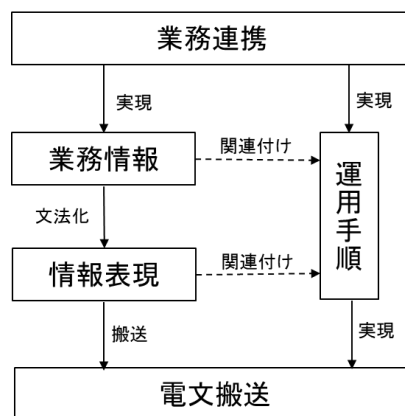 業務連携
実現
実現
業務情報
関連付け
運用手順
文法化
情報表現
関連付け
搬送
実現
電文搬送